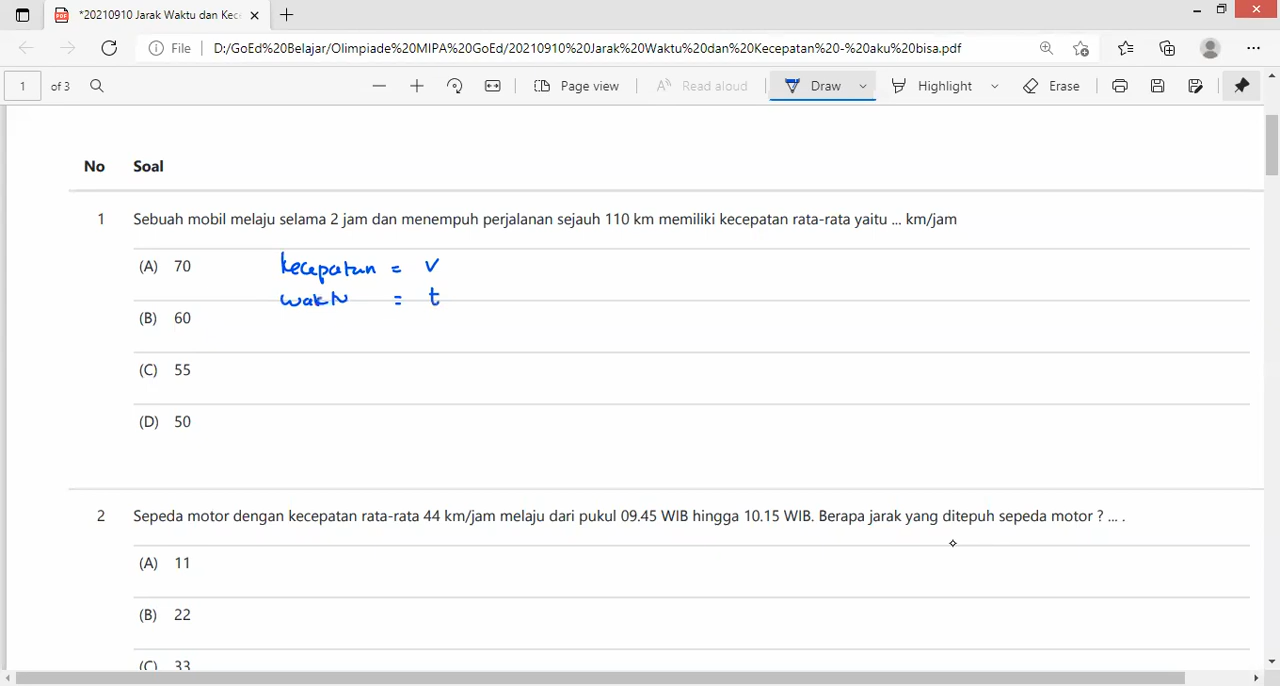 *20210910 Jarak Waktu dan Kece
File D:/GoEd%20Belajar/Olimpiade%20MIPA%20GoEd/20210910%20Jarak%20Waktu%20dan%20Kecepatan%20-%20aku%20bisa.pdf
1 of 3 Page view Read aloud Draw Highlight Erase
No Soal
1 Sebuah mobil melaju selama 2 jam dan menempuh perjalanan sejauh 110 km memiliki kecepatan rata-rata yaitu ... km/jam
(A) 70 kecepatan = v
waktu = t
(B) 60
(C) 55
(D) 50
2 Sepeda motor dengan kecepatan rata-rata 44 km/jam melaju dari pukul 09.45 WIB hingga 10.15 WIB. Berapa jarak yang ditepuh sepeda motor ? ... .
(A) 11
(B) 22
(C) 33